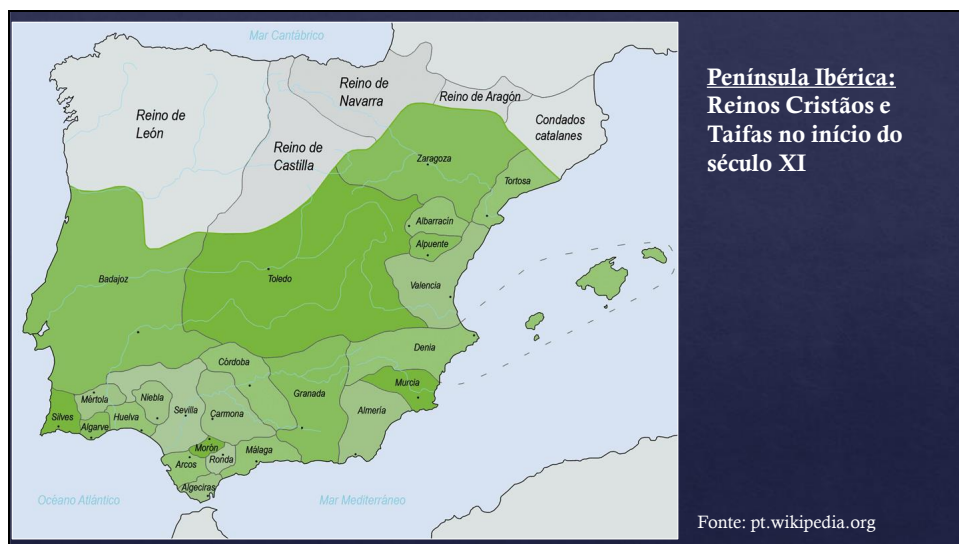 Mar Cantábrico
Reino de
León
Reino de
Navarra
Reino de Aragón
Condados
catalanes
Reino de
Castilla
Zaragoza
Tortosa
Albarracín
Alpuente
Badajoz
Toledo
Valencia
Denia
Córdoba
Murcia
Granada
Mértola
Niebla
Silves
Algarve
Huelva
Sevilla
Carmona
Almería
Morón
Ronda
Málaga
Arcos
Algeciras
Océano Atlántico
Mar Mediterráneo
Península Ibérica:
Reinos Cristãos e
Taifas no início do
século XI
Fonte: pt.wikipedia.org